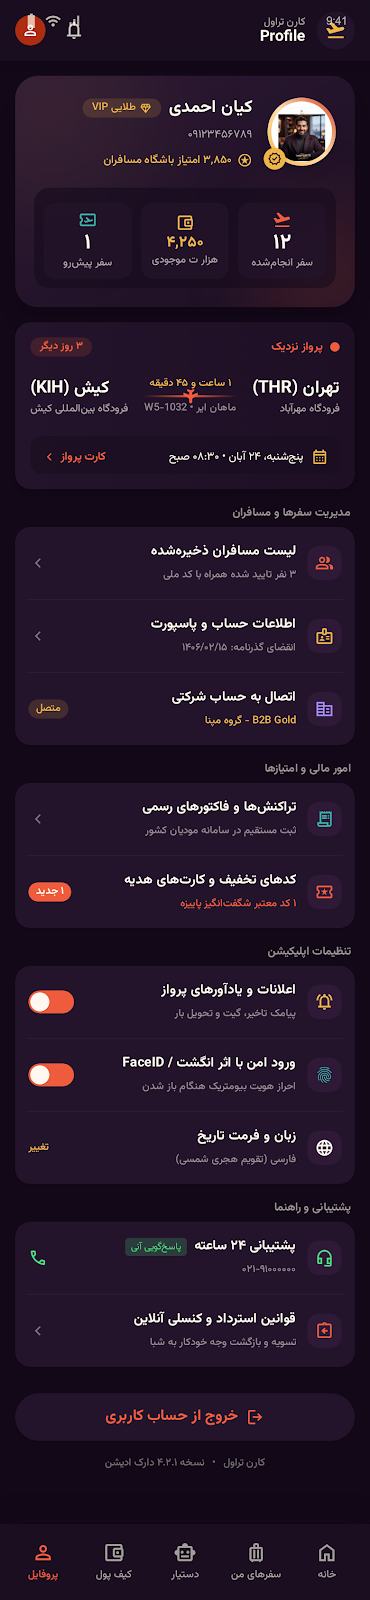 9:41
کارن تراول
Profile
کیان احمدی
طلایی VIP
۰۹۱۲۳۴۵۶۷۸۹
۳,۸۵۰ امتیاز باشگاه مسافران
۱۲
سفر انجام‌شده
۴,۲۵۰
هزار ت موجودی
۱
سفر پیش‌رو
پرواز نزدیک
۳ روز دیگر
تهران (THR)
۱ ساعت و ۴۵ دقیقه
کیش (KIH)
فرودگاه مهرآباد
ماهان ایر • W5-1032
فرودگاه بین‌المللی کیش
پنج‌شنبه، ۲۴ آبان • ۰۸:۳۰ صبح
کارت پرواز
مدیریت سفرها و مسافران
لیست مسافران ذخیره‌شده
۳ نفر تایید شده همراه با کد ملی
اطلاعات حساب و پاسپورت
انقضای گذرنامه: ۱۴۰۶/۰۲/۱۵
اتصال به حساب شرکتی
B2B Gold - گروه مپنا
متصل
امور مالی و امتیازها
تراکنش‌ها و فاکتورهای رسمی
ثبت مستقیم در سامانه مودیان کشور
کدهای تخفیف و کارت‌های هدیه
۱ کد معتبر شگفت‌انگیز پاییزه
۱ جدید
تنظیمات اپلیکیشن
اعلانات و یادآورهای پرواز
پیامک تاخیر، گیت و تحویل بار
ورود امن با اثر انگشت / FaceID
احراز هویت بیومتریک هنگام باز شدن
زبان و فرمت تاریخ
فارسی (تقویم هجری شمسی)
تغییر
پشتیبانی و راهنما
پشتیبانی ۲۴ ساعته
پاسخ‌گویی آنی
۰۲۱-۹۱۰۰۰۰۰۰
قوانین استرداد و کنسلی آنلاین
تسویه و بازگشت وجه خودکار به شبا
خروج از حساب کاربری
کارن تراول • نسخه ۴.۲.۱ دارک ادیشن
خانه
سفرهای من
دستیار
کیف پول
پروفایل